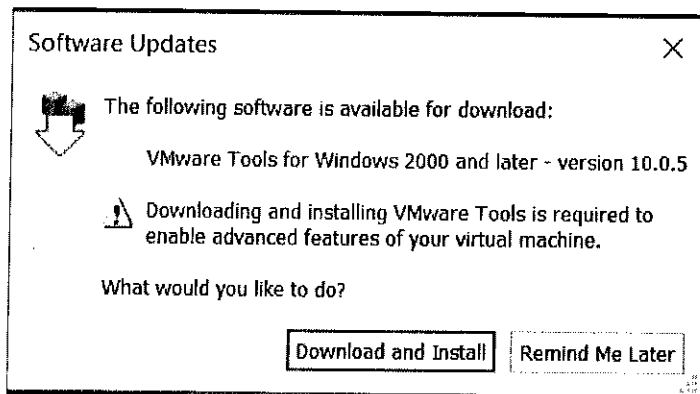 Software Updates
The following software is available for download:
VMware Tools for Windows 2000 and later - version 10.0.5
Downloading and installing VMware Tools is required to
enable advanced features of your virtual machine.
What would you like to do?
Download and Install
Remind Me Later